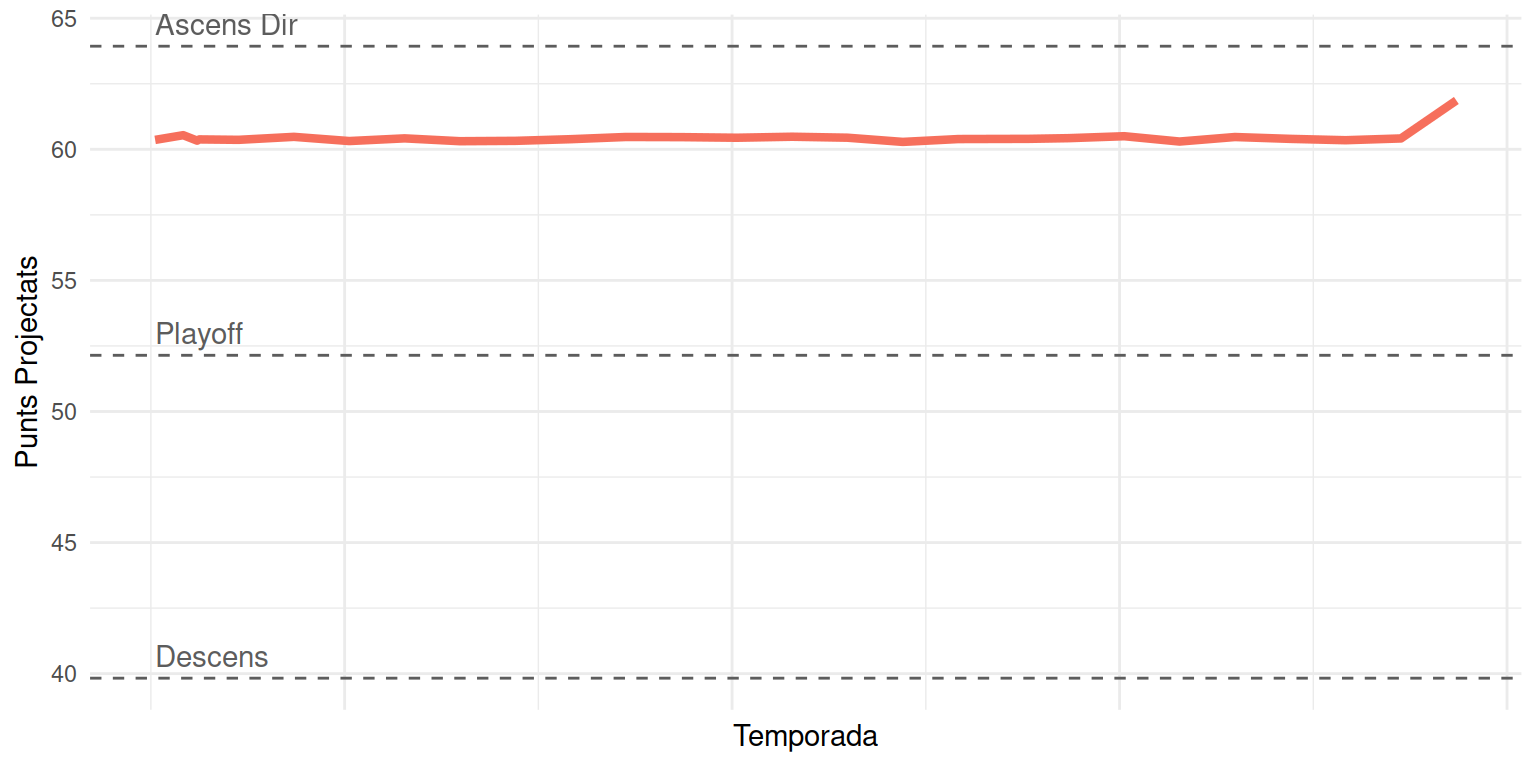 65
Ascens Dir
60
55
Playoff
50
45
Descens
40
Punts Projectats
Temporada